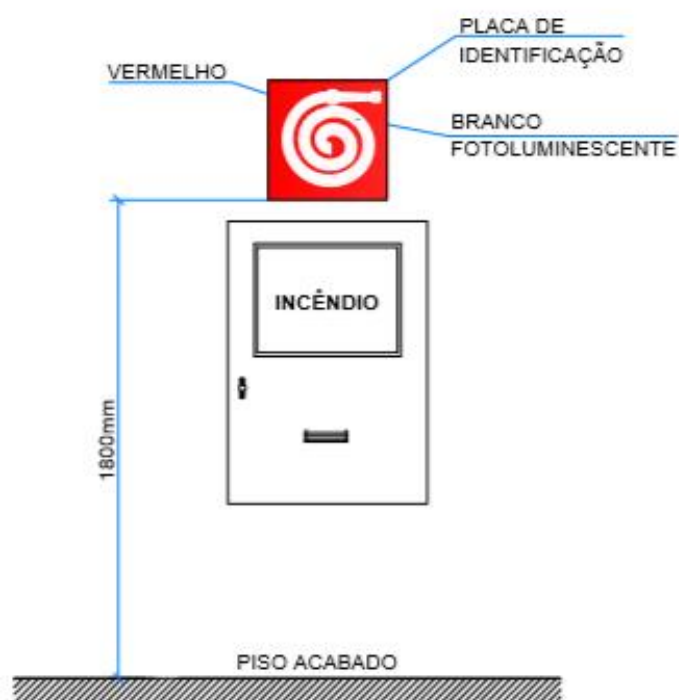 PLACA DE
IDENTIFICAÇÃO
VERMELHO
BRANCO
FOTOLUMINESCENTE
INCÊNDIO
1800mm
PISO ACABADO